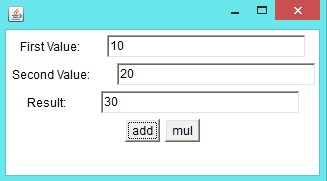 First Value: 10
Second Value: 20
Result: 30
add mul